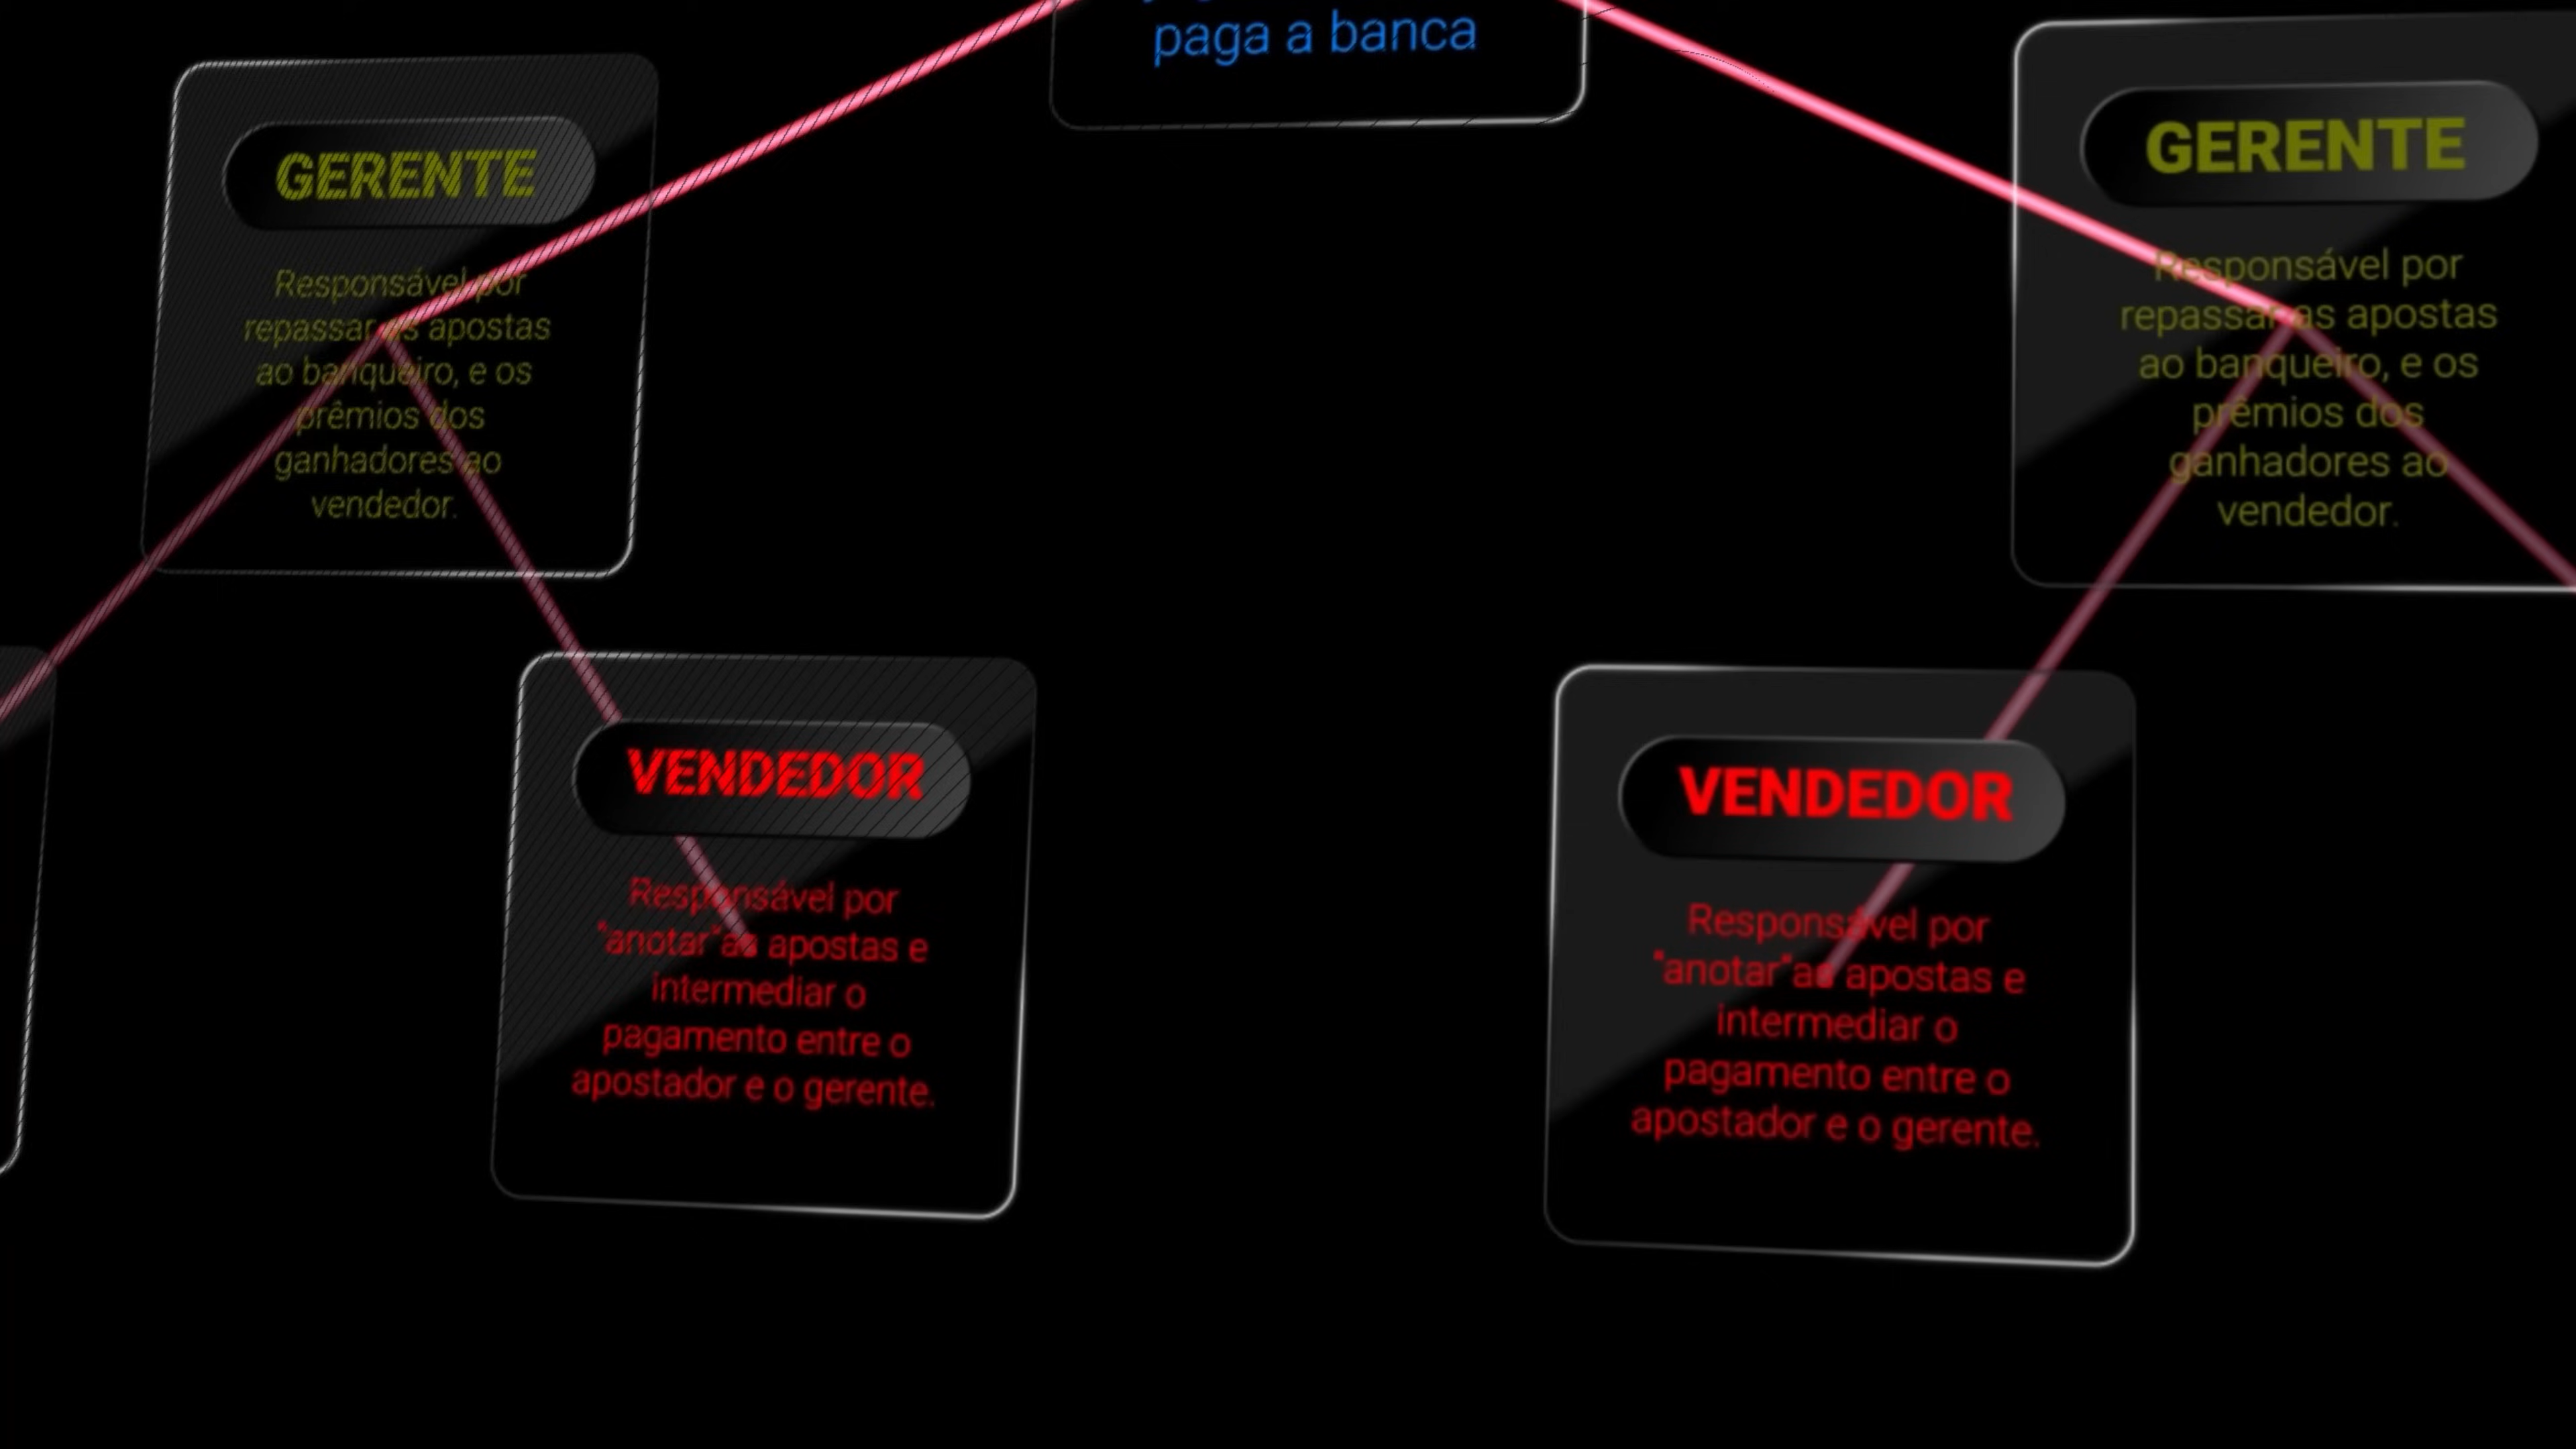 paga a banca
GERENTE
Responsável por
repassar as apostas
ao banqueiro, e os
prêmios dos
ganhadores ao
vendedor.
GERENTE
Responsável por
repassar as apostas
ao banqueiro, e os
prêmios dos
ganhadores ao
vendedor.
VENDEDOR
Responsável por
"anotar"as apostas e
intermediar o
pagamento entre o
apostador e o gerente.
VENDEDOR
Responsável por
"anotar"as apostas e
intermediar o
pagamento entre o
apostador e o gerente.